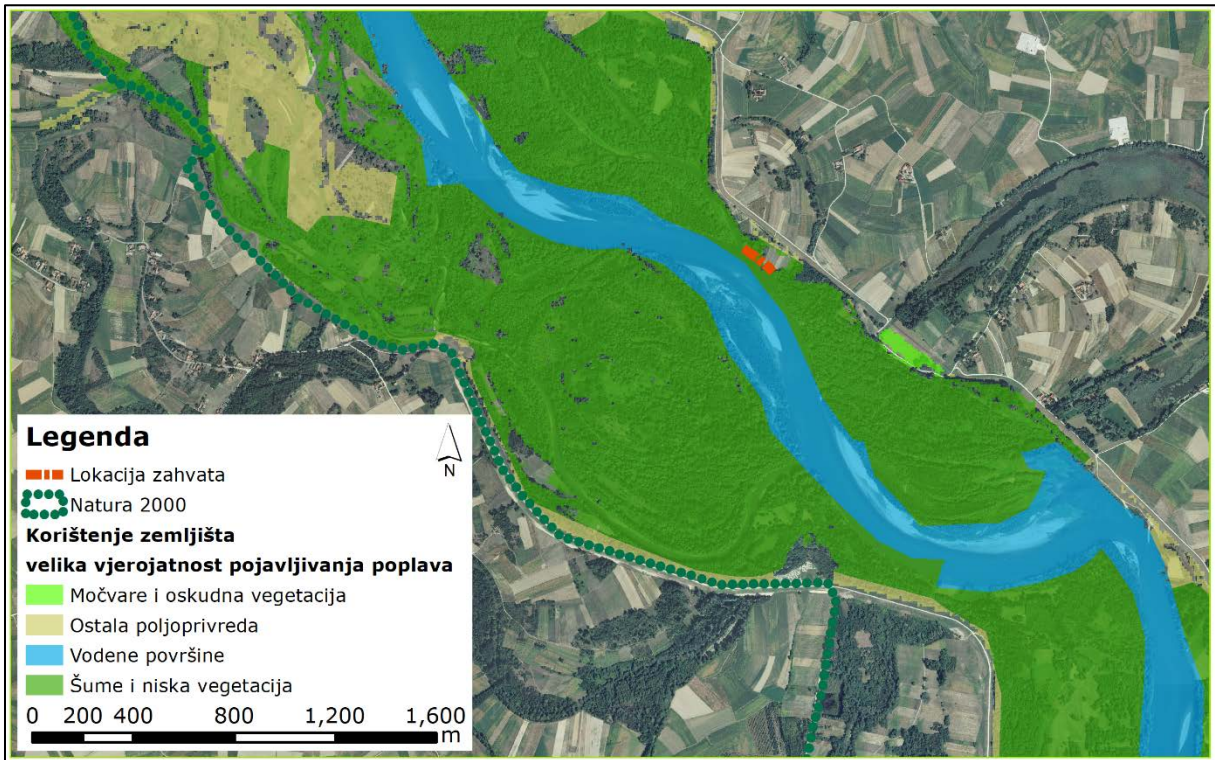 Legenda
N
Lokacija zahvata
Natura 2000
Korištenje zemljišta
velika vjerojatnost pojavljivanja poplava
Močvare i oskudna vegetacija
Ostala poljoprivreda
Vodene površine
Šume i niska vegetacija
0 200 400 800 1,200 1,600
m